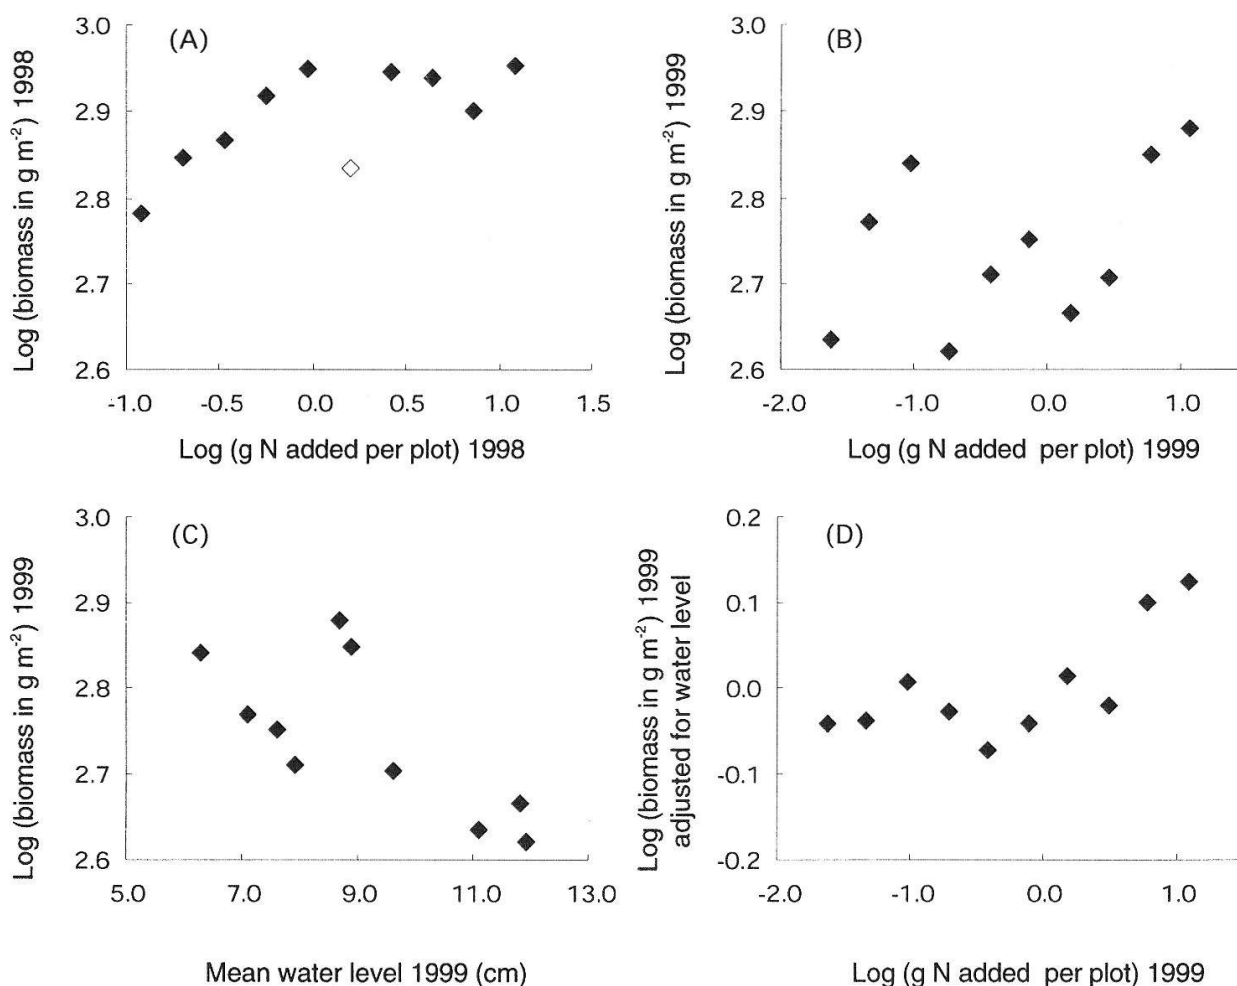 (A)
Log (biomass in g m⁻²) 1998
3.0
2.9
2.8
2.7
2.6
-1.0 -0.5 0.0 0.5 1.0 1.5
Log (g N added per plot) 1998
(B)
Log (biomass in g m⁻²) 1999
3.0
2.9
2.8
2.7
2.6
-2.0 -1.0 0.0 1.0
Log (g N added per plot) 1999
(C)
Log (biomass in g m⁻²) 1999
3.0
2.9
2.8
2.7
2.6
5.0 7.0 9.0 11.0 13.0
Mean water level 1999 (cm)
(D)
Log (biomass in g m⁻²) 1999
adjusted for water level
0.2
0.1
0.0
-0.1
-0.2
-2.0 -1.0 0.0 1.0
Log (g N added per plot) 1999